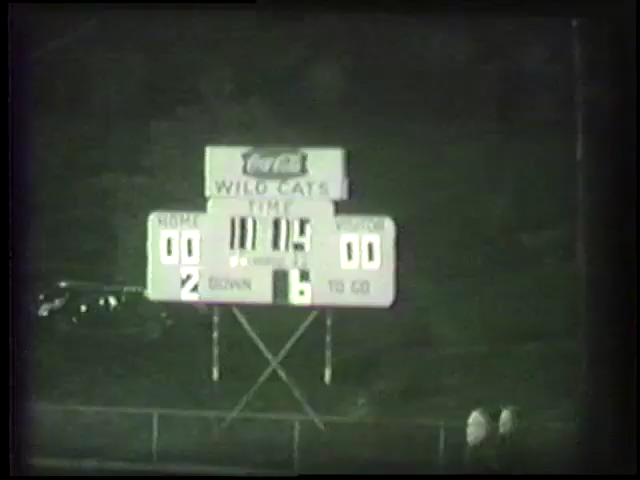 Coca-Cola
WILD CATS
TIME
HOME 11 14 VISITOR
00 00
2 DOWN 6 TO GO